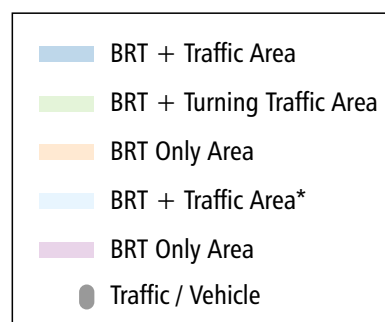 BRT + Traffic Area
BRT + Turning Traffic Area
BRT Only Area
BRT + Traffic Area*
BRT Only Area
Traffic / Vehicle